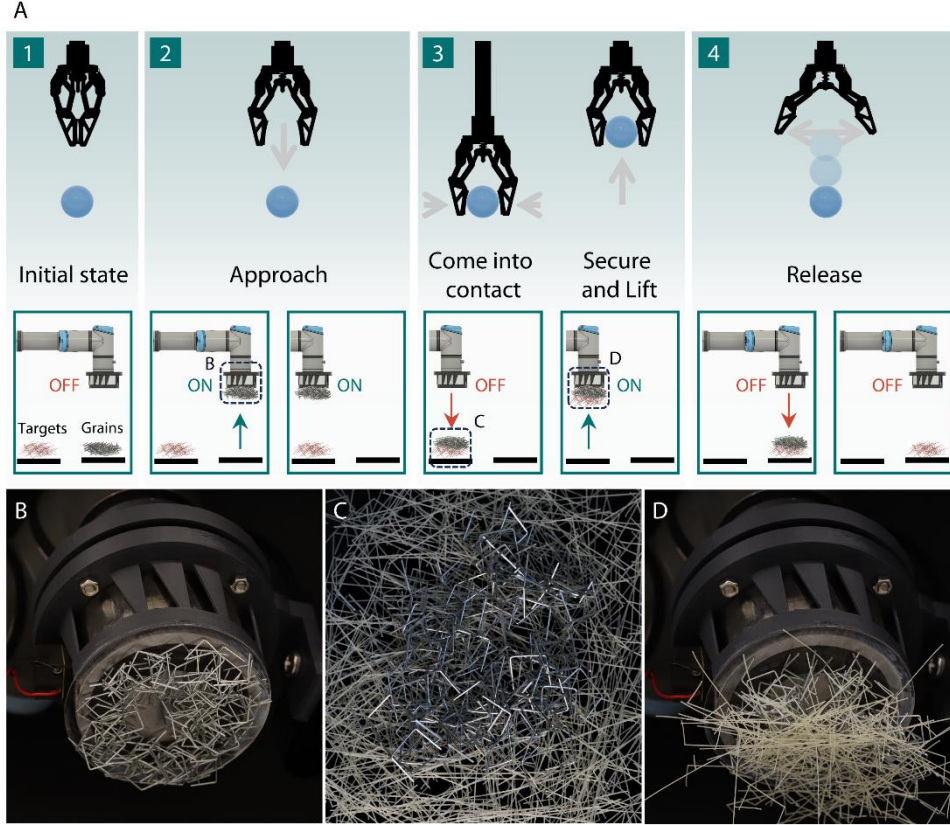 A
1
2
3
4
Initial state
Approach
Come into
contact
Secure
and Lift
Release
OFF
Targets
Grains
ON
B
ON
OFF
C
ON
D
OFF
OFF
B
C
D